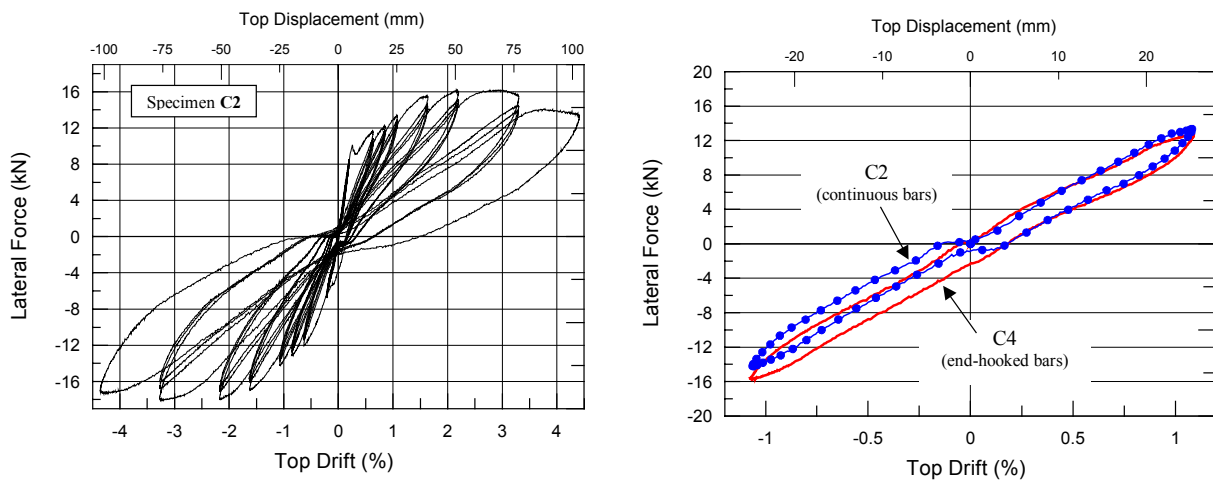 Top Displacement (mm)
-100 -75 -50 -25 0 25 50 75 100
Specimen C2
16
12
8
4
0
-4
-8
-12
-16
Lateral Force (kN)
-4 -3 -2 -1 0 1 2 3 4
Top Drift (%)
Top Displacement (mm)
-20 -10 0 10 20
20
16
12
8
4
0
-4
-8
-12
-16
-20
Lateral Force (kN)
C2
(continuous bars)
C4
(end-hooked bars)
-1 -0.5 0 0.5 1
Top Drift (%)